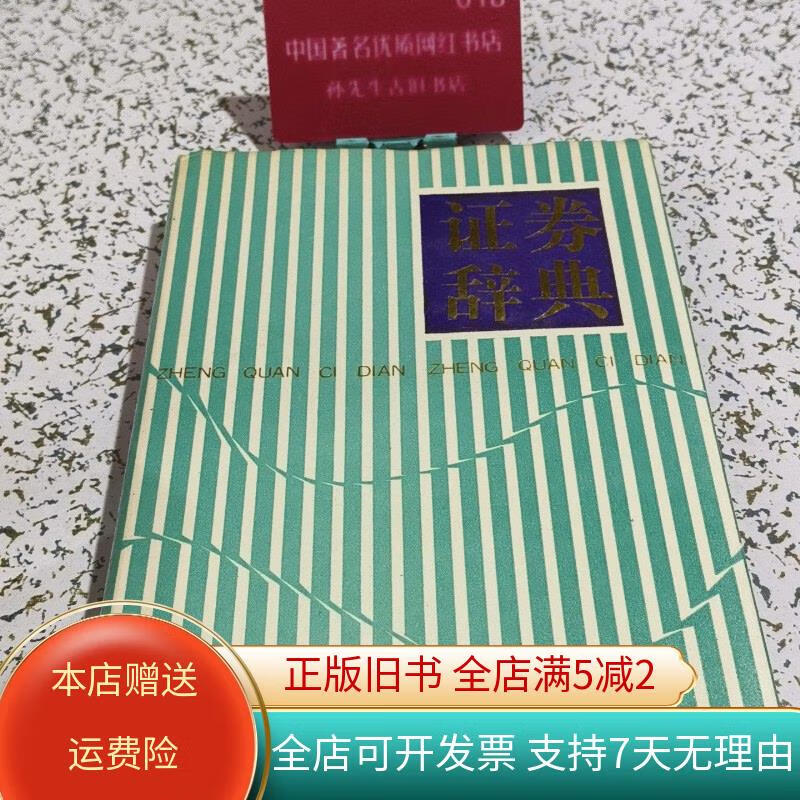 中国著名优质网红书店
孙先生古旧书店
证券
辞典
ZHENG QUAN CI DIAN ZHENG QUAN CI DIAN
本店赠送
运费险
正版旧书 全店满5减2
全店可开发票 支持7天无理由